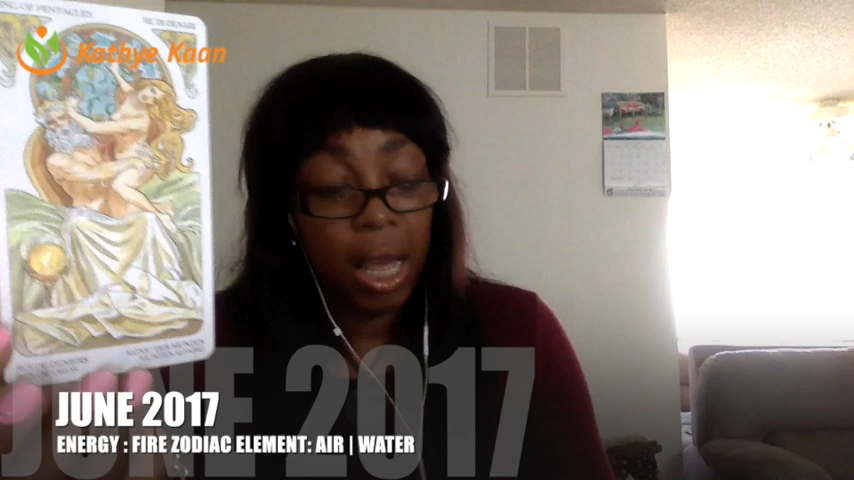 KING OF PENTACLES
RE DI DENARI
Kathye Kaan
JUNE 2017
JUNE 2017
ENERGY : FIRE ZODIAC ELEMENT: AIR | WATER